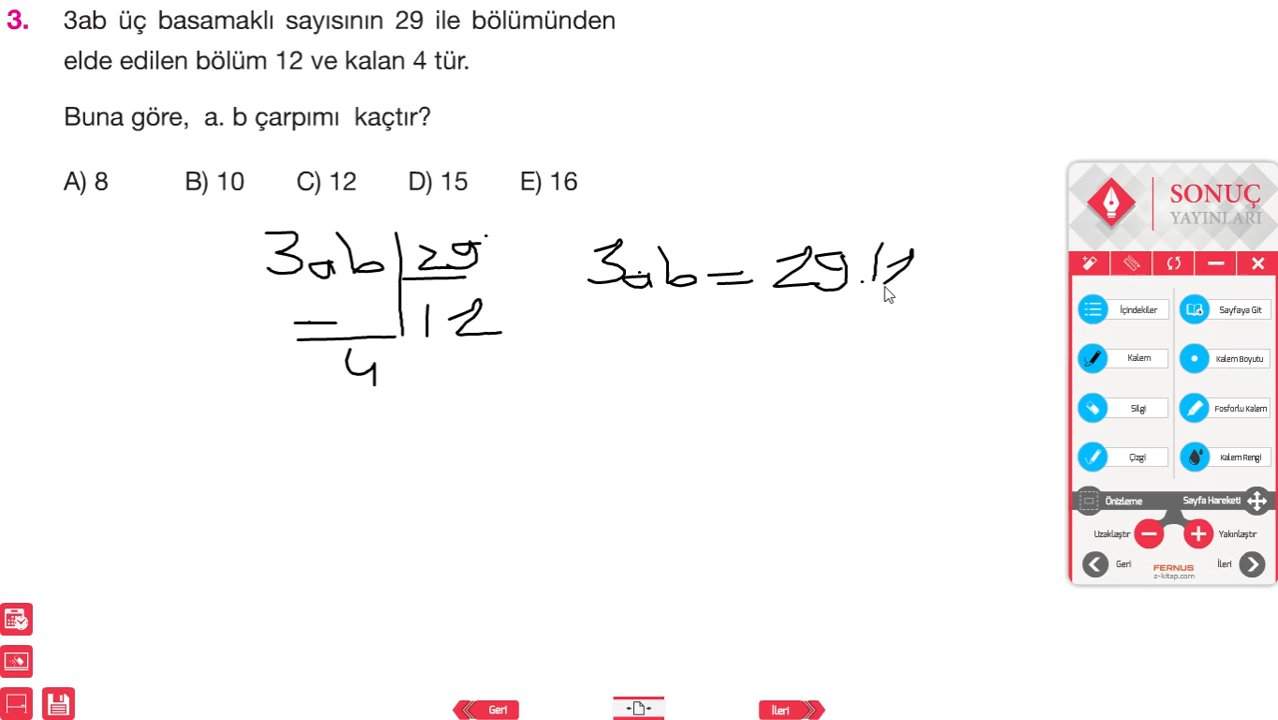 3. 3ab üç basamaklı sayısının 29 ile bölümünden
elde edilen bölüm 12 ve kalan 4 tür.
Buna göre, a. b çarpımı kaçtır?
A) 8 B) 10 C) 12 D) 15 E) 16
3ab 29
12
4
3ab = 29.12
SONUÇ
YAYINLARI
İçindekiler Sayfaya Git
Kalem Kalem Boyutu
Silgi Fosforlu Kalem
Çizgi Kalem Rengi
Önizleme Sayfa Hareketi
Uzaklaştır Yakınlaştır
Geri FERNUS İleri
z-kitap.com
Geri İleri